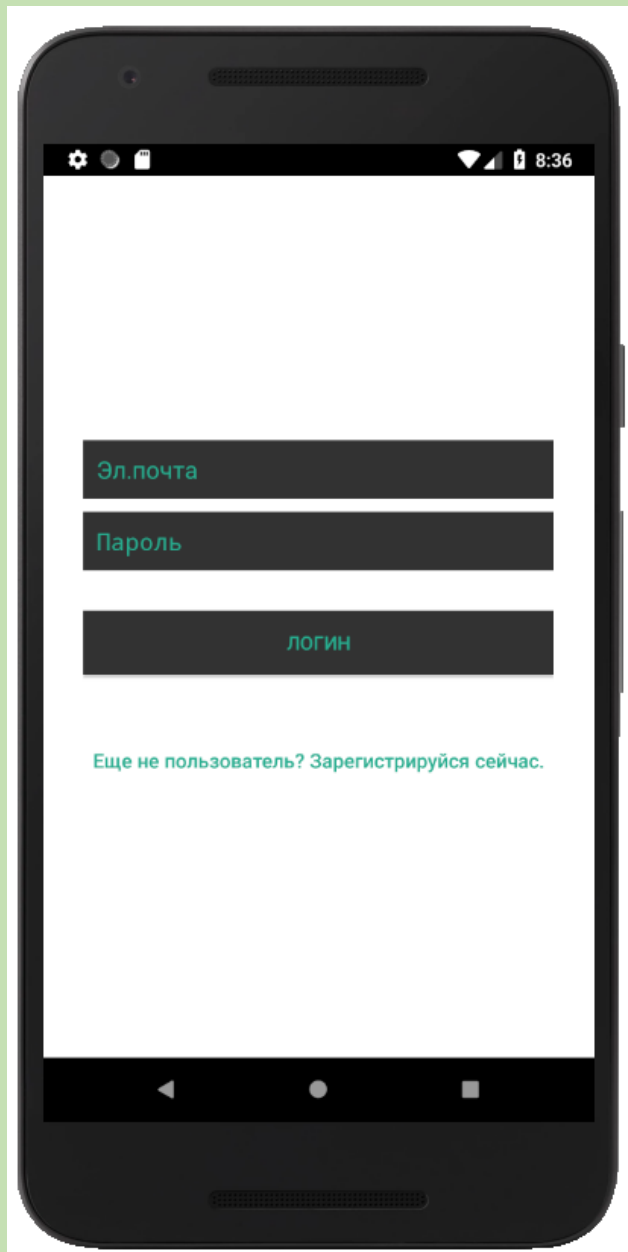 8:36
Эл.почта
Пароль
ЛОГИН
Еще не пользователь? Зарегистрируйся сейчас.